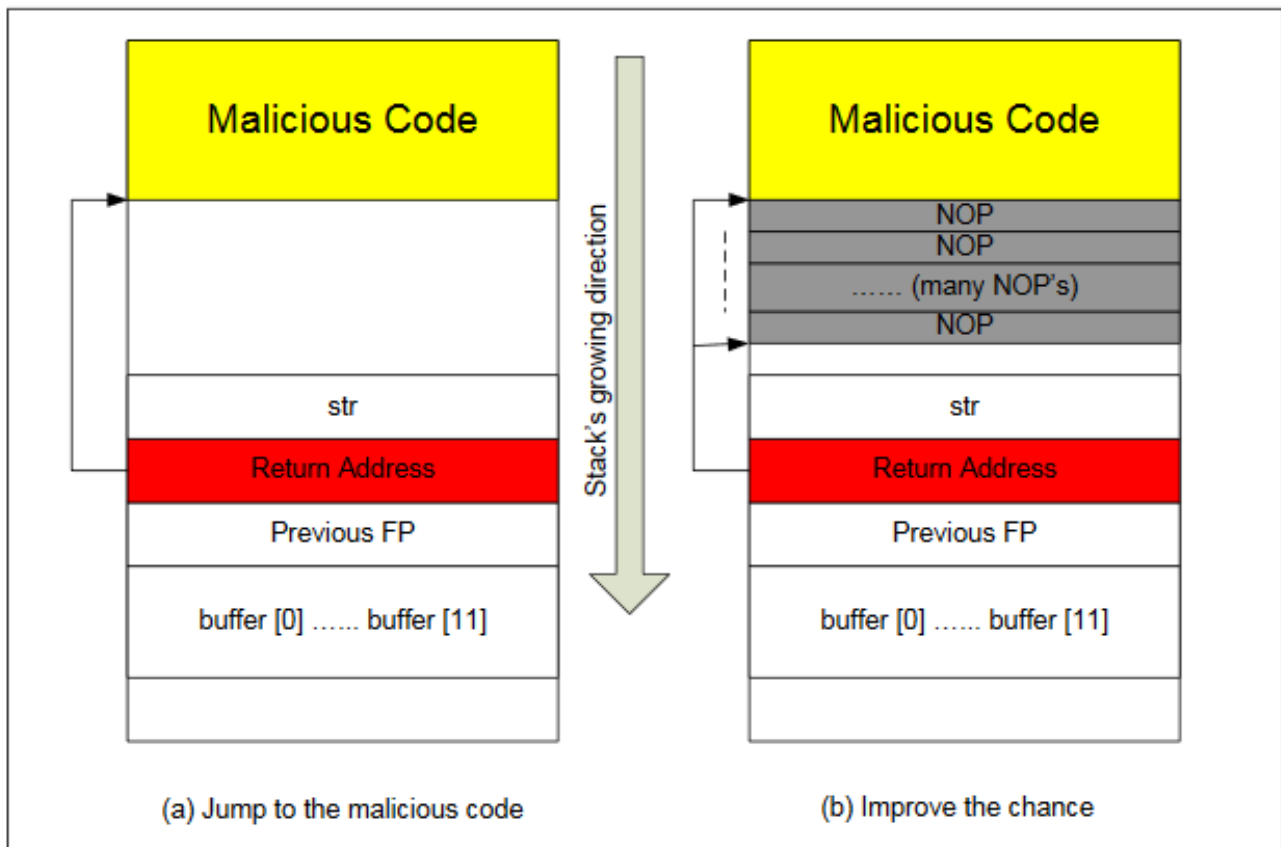 Malicious Code
str
Return Address
Previous FP
buffer [0] …... buffer [11]
(a) Jump to the malicious code
Stack's growing direction
Malicious Code
NOP
NOP
…... (many NOP's)
NOP
str
Return Address
Previous FP
buffer [0] …... buffer [11]
(b) Improve the chance